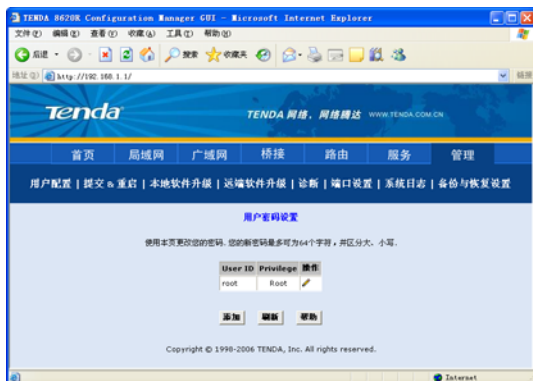 TENDA 8620R Configuration Manager GUI - Microsoft Internet Explorer
文件(F) 编辑(E) 查看(V) 收藏(A) 工具(T) 帮助(H)
后退 搜索 收藏夹
地址(D) http://192.168.1.1/ 链接
Tenda TENDA 网络，网络腾达 WWW.TENDA.COM.CN
首页 局域网 广域网 桥接 路由 服务 管理
用户配置 | 提交 & 重启 | 本地软件升级 | 远端软件升级 | 诊断 | 端口设置 | 系统日志 | 备份与恢复设置
用户密码设置
使用本页更改您的密码. 您的新密码最多可为64个字符，并区分大、小写.
User ID Privilege 操作
root Root
添加 刷新 帮助
Copyright © 1998-2006 TENDA, Inc. All rights reserved.
Internet